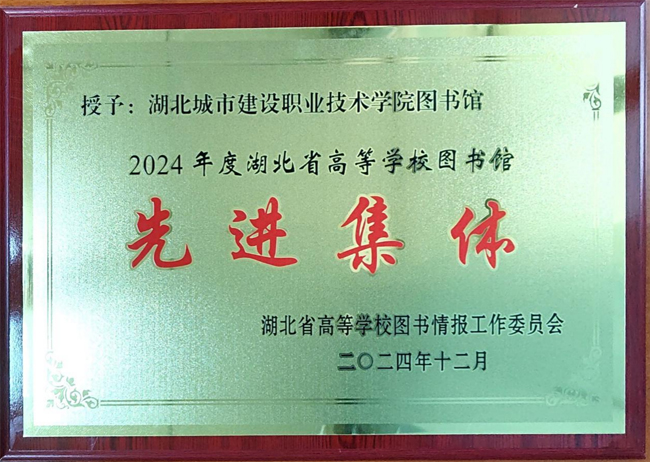 授予：湖北城市建设职业技术学院图书馆
2024年度湖北省高等学校图书馆
先进集体
湖北省高等学校图书情报工作委员会
二〇二四年十二月